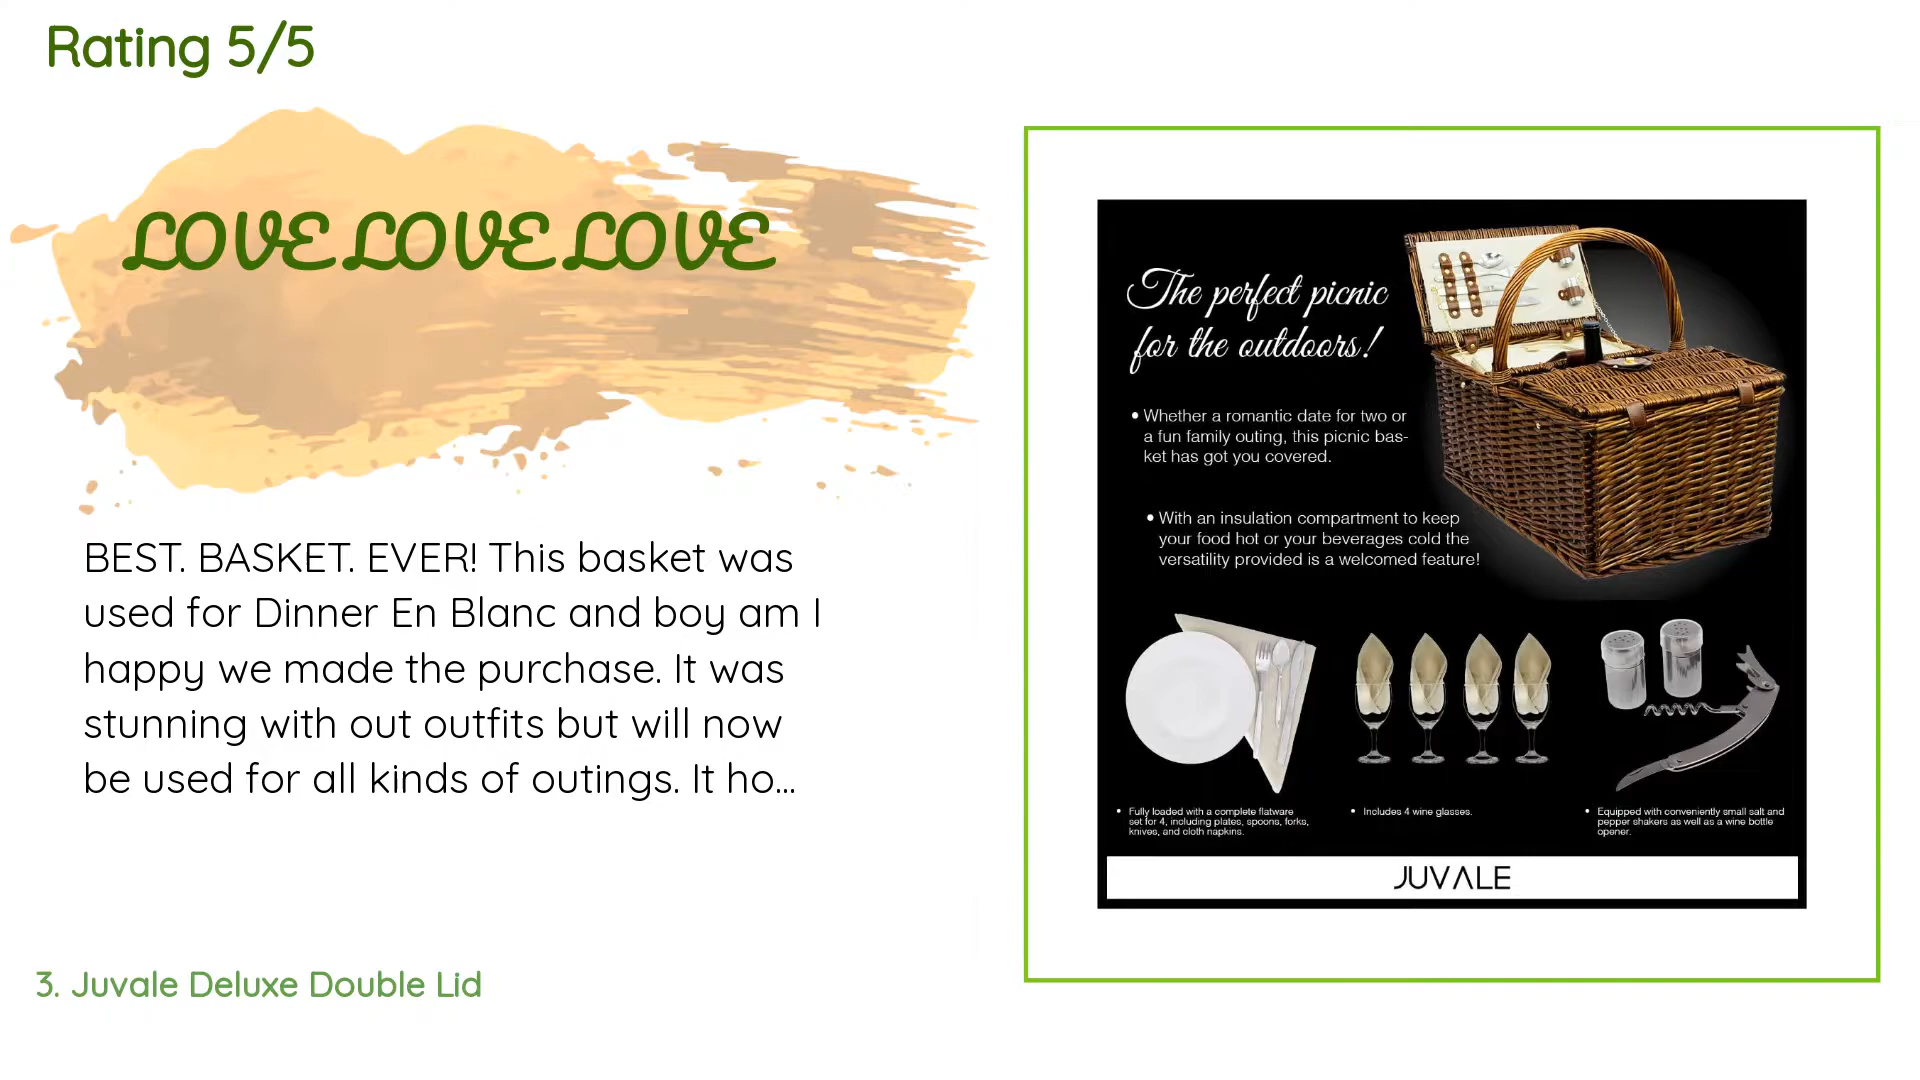 Rating 5/5
LOVE LOVE LOVE
BEST. BASKET. EVER! This basket was
used for Dinner En Blanc and boy am I
happy we made the purchase. It was
stunning with out outfits but will now
be used for all kinds of outings. It ho...
3. Juvale Deluxe Double Lid
The perfect picnic
for the outdoors!
• Whether a romantic date for two or
a fun family outing, this picnic bas-
ket has got you covered.
• With an insulation compartment to keep
your food hot or your beverages cold the
versatility provided is a welcomed feature!
• Fully loaded with a complete flatware
set for 4, including plates, spoons, forks,
knives, and cloth napkins.
• Includes 4 wine glasses.
• Equipped with conveniently small salt and
pepper shakers as well as a wine bottle
opener.
JUVALE